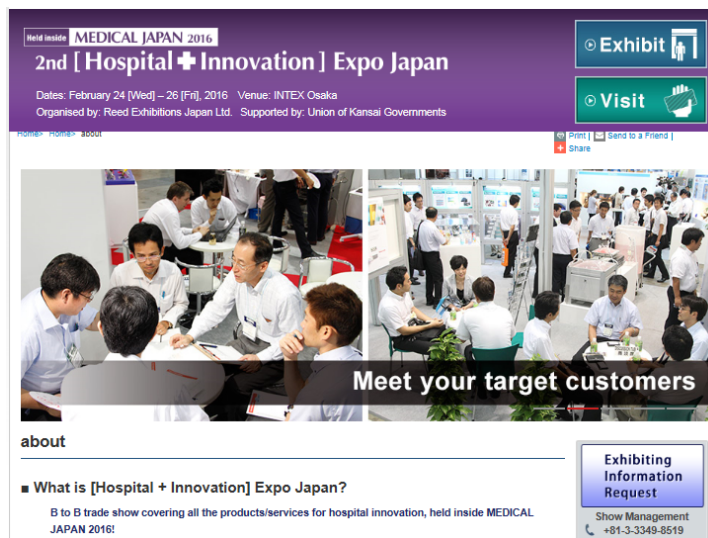 Held inside MEDICAL JAPAN 2016
2nd [Hospital✚Innovation] Expo Japan
Dates: February 24 [Wed] – 26 [Fri], 2016 Venue: INTEX Osaka
Organised by: Reed Exhibitions Japan Ltd. Supported by: Union of Kansai Governments
Exhibit
Visit
Home> Home> about
Print | Send to a Friend |
Share
Meet your target customers
about
■ What is [Hospital + Innovation] Expo Japan?
B to B trade show covering all the products/services for hospital innovation, held inside MEDICAL
JAPAN 2016!
Exhibiting
Information
Request
Show Management
+81-3-3349-8519